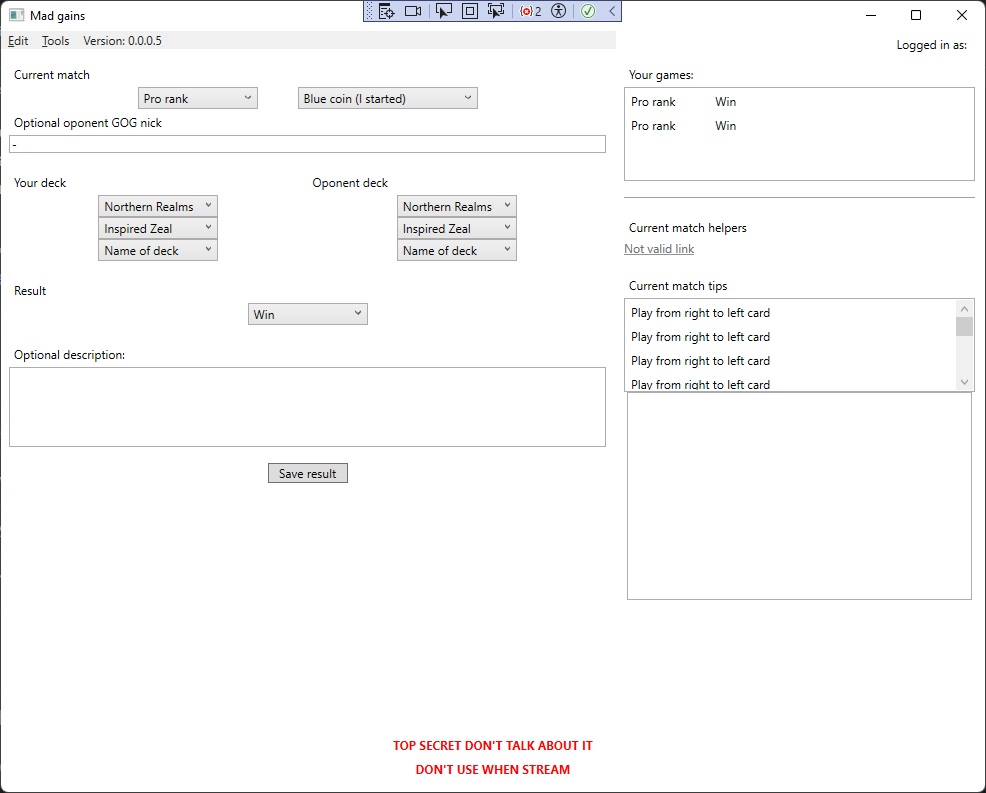 Mad gains
2
Edit Tools Version: 0.0.0.5
Logged in as:
Current match
Pro rank
Blue coin (I started)
Optional oponent GOG nick
-
Your deck
Oponent deck
Northern Realms
Inspired Zeal
Name of deck
Northern Realms
Inspired Zeal
Name of deck
Result
Win
Optional description:
Save result
Your games:
Pro rank Win
Pro rank Win
Current match helpers
Not valid link
Current match tips
Play from right to left card
Play from right to left card
Play from right to left card
Play from right to left card
TOP SECRET DON'T TALK ABOUT IT
DON'T USE WHEN STREAM